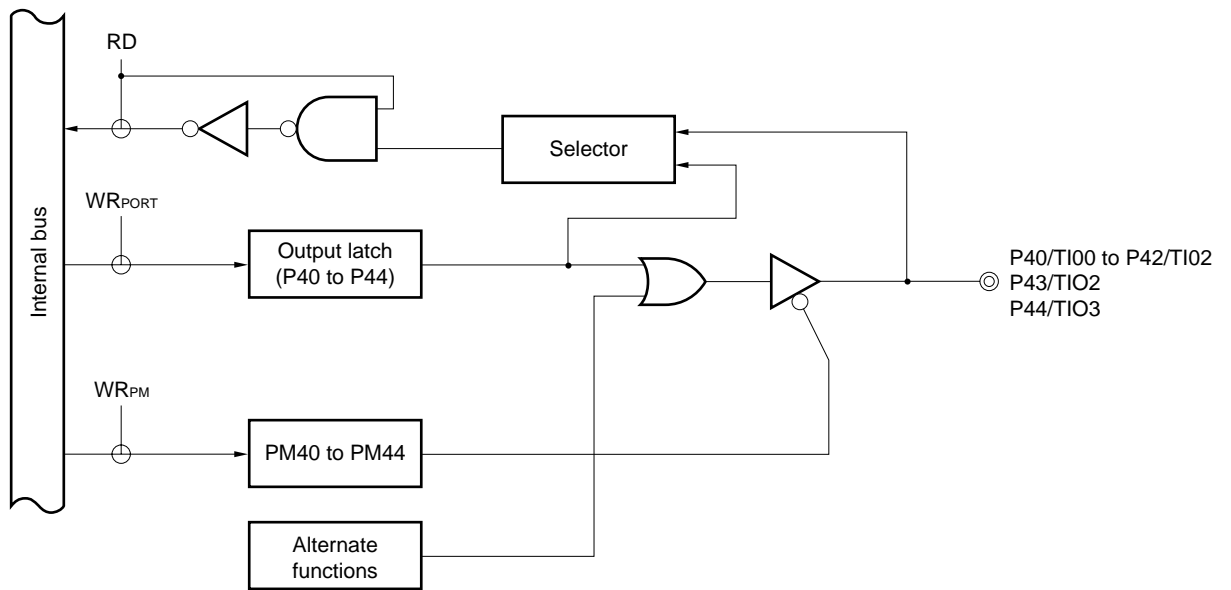 RD
Selector
WRPORT
Internal bus
Output latch
(P40 to P44)
P40/TI00 to P42/TI02
P43/TIO2
P44/TIO3
WRPM
PM40 to PM44
Alternate
functions